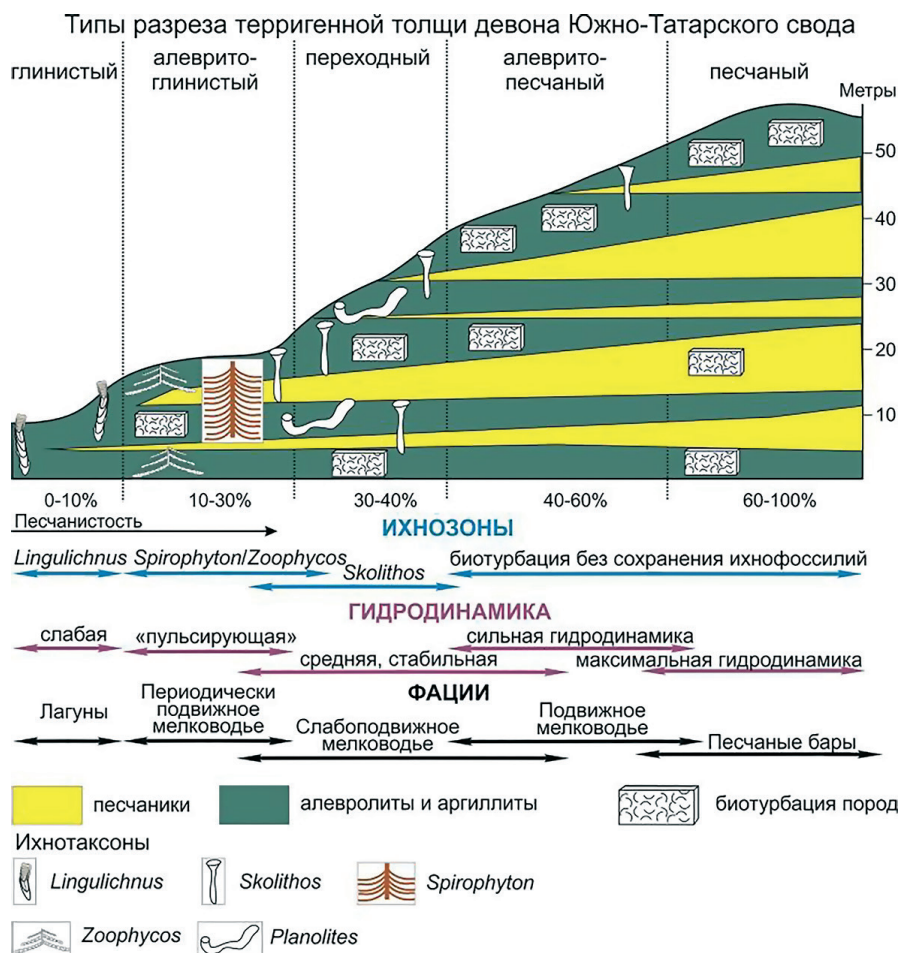 Типы разреза терригенной толщи девона Южно-Татарского свода
глинистый
алеврито-
глинистый
переходный
алеврито-
песчаный
песчаный
Метры
50
40
30
20
10
0-10%
10-30%
30-40%
40-60%
60-100%
Песчанистость
ИХНОЗОНЫ
Lingulichnus
Spirophyton/Zoophycos
биотурбация без сохранения ихнофоссилий
Skolithos
ГИДРОДИНАМИКА
слабая
«пульсирующая»
сильная гидродинамика
средняя, стабильная
максимальная гидродинамика
ФАЦИИ
Лагуны
Периодически
подвижное
мелководье
Слабоподвижное
мелководье
Подвижное
мелководье
Песчаные бары
песчаники
алевролиты и аргиллиты
биотурбация пород
Ихнотаксоны
Lingulichnus
Skolithos
Spirophyton
Zoophycos
Planolites